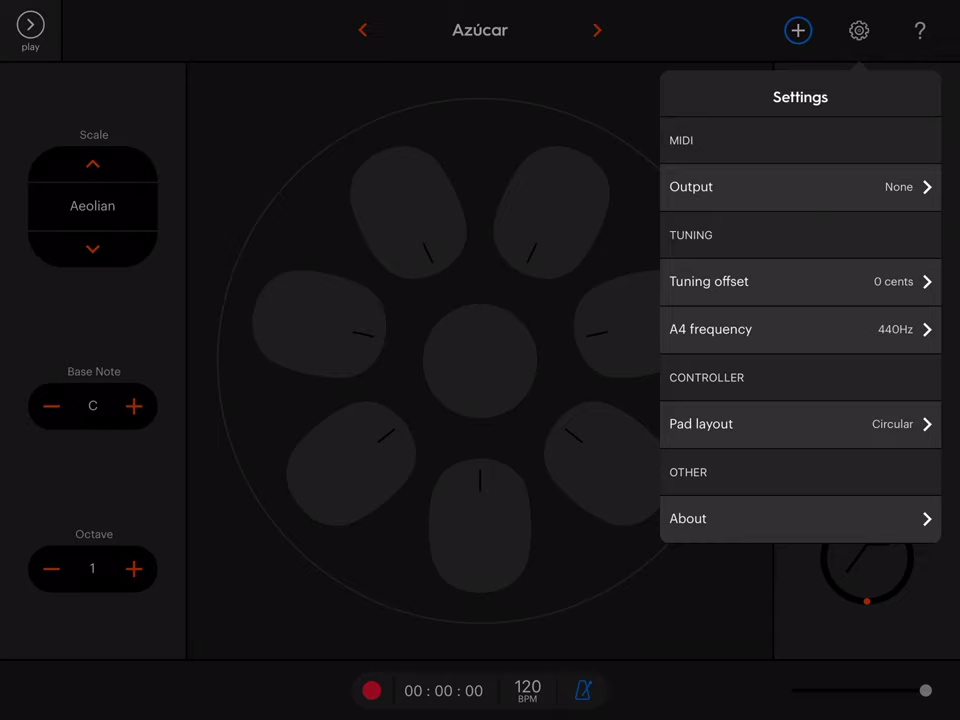 play
Azúcar
?
Settings
MIDI
Output None
TUNING
Tuning offset 0 cents
A4 frequency 440Hz
CONTROLLER
Pad layout Circular
OTHER
About
Scale
Aeolian
Base Note
C
Octave
1
00 : 00 : 00
120
BPM